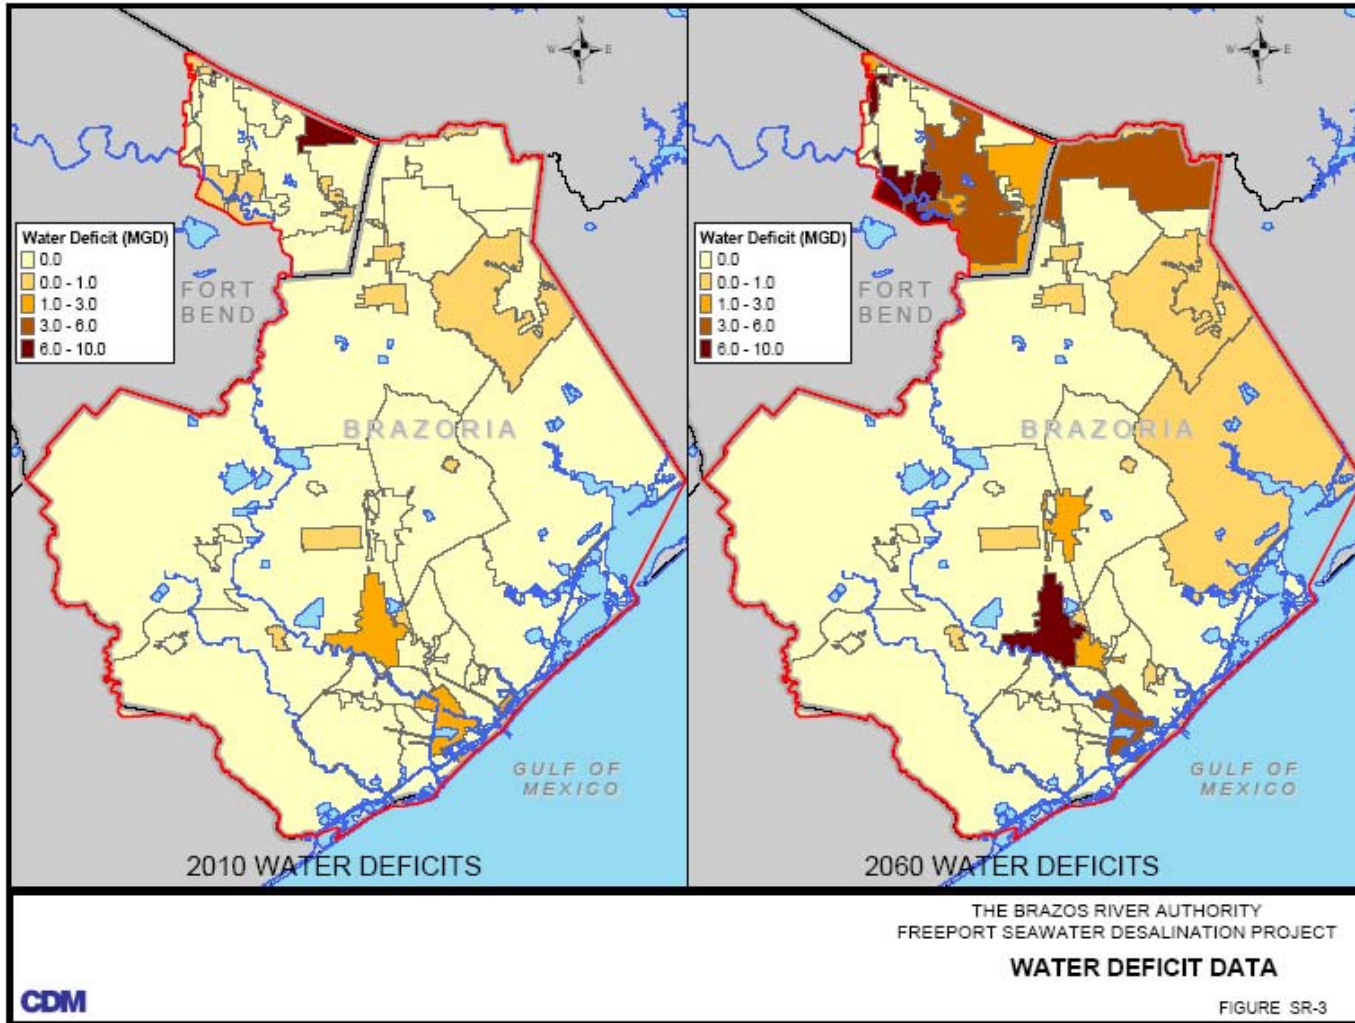 N
W E
S
Water Deficit (MGD)
0.0
0.0 - 1.0
1.0 - 3.0
3.0 - 6.0
6.0 - 10.0
FORT
BEND
BRAZORIA
GULF OF
MEXICO
2010 WATER DEFICITS
N
W E
S
Water Deficit (MGD)
0.0
0.0 - 1.0
1.0 - 3.0
3.0 - 6.0
6.0 - 10.0
FORT
BEND
BRAZORIA
GULF OF
MEXICO
2060 WATER DEFICITS
THE BRAZOS RIVER AUTHORITY
FREEPORT SEAWATER DESALINATION PROJECT
WATER DEFICIT DATA
CDM
FIGURE SR-3